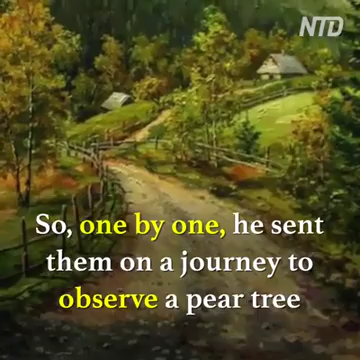 NTD
So, one by one, he sent
them on a journey to
observe a pear tree